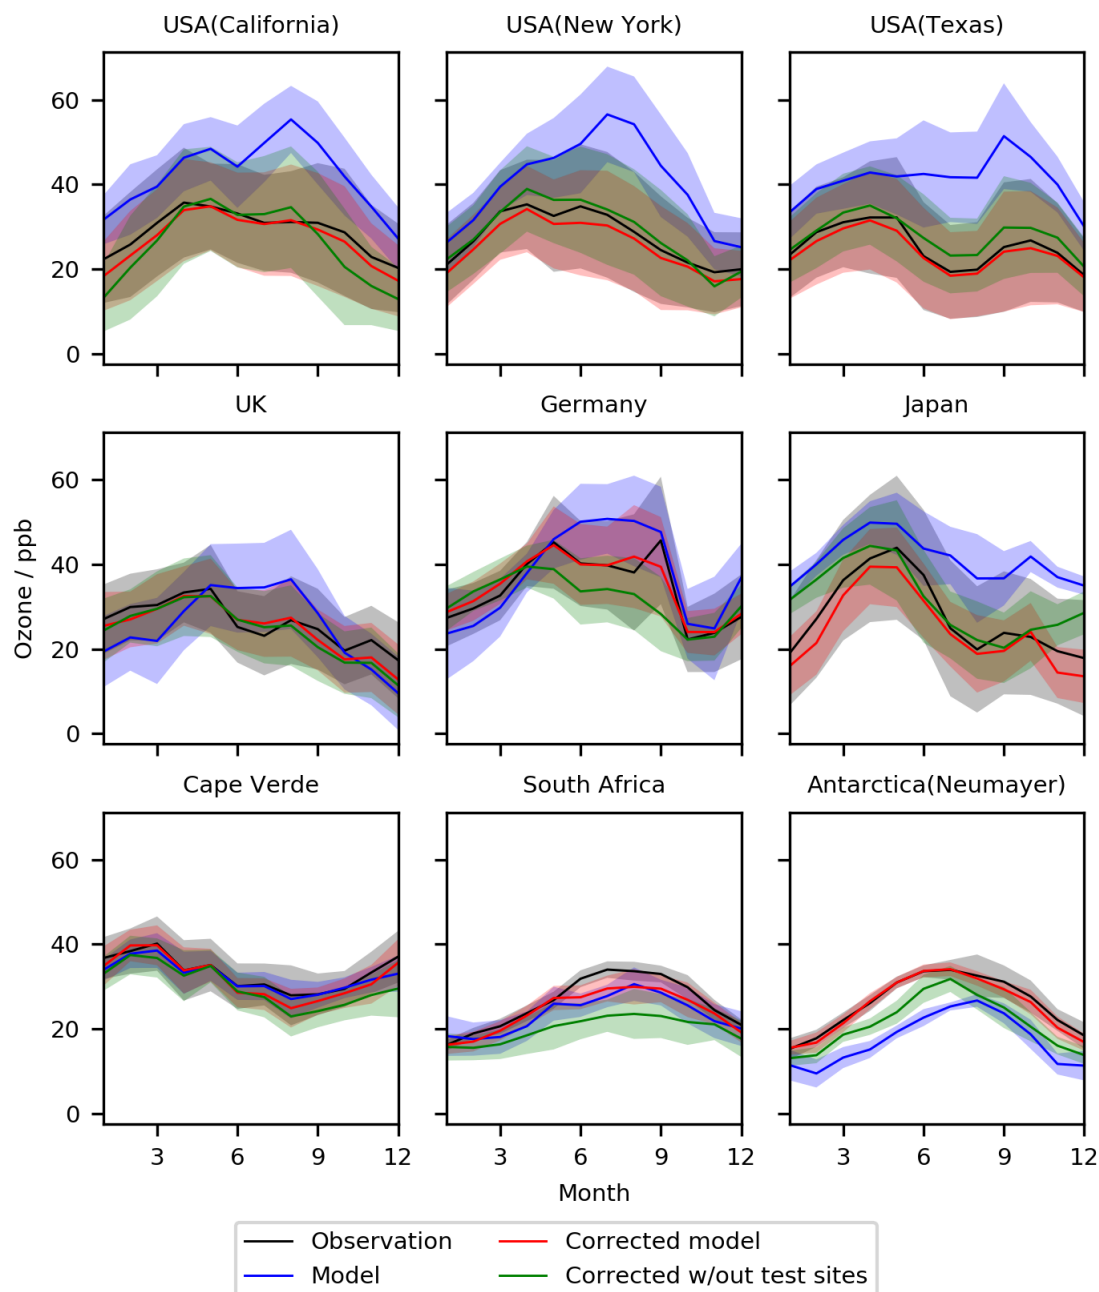 USA(California) USA(New York) USA(Texas)
60
40
20
0
UK Germany Japan
60
40
20
0
Ozone / ppb
Cape Verde South Africa Antarctica(Neumayer)
60
40
20
0
3 6 9 12 3 6 9 12 3 6 9 12
Month
Observation Corrected model
Model Corrected w/out test sites